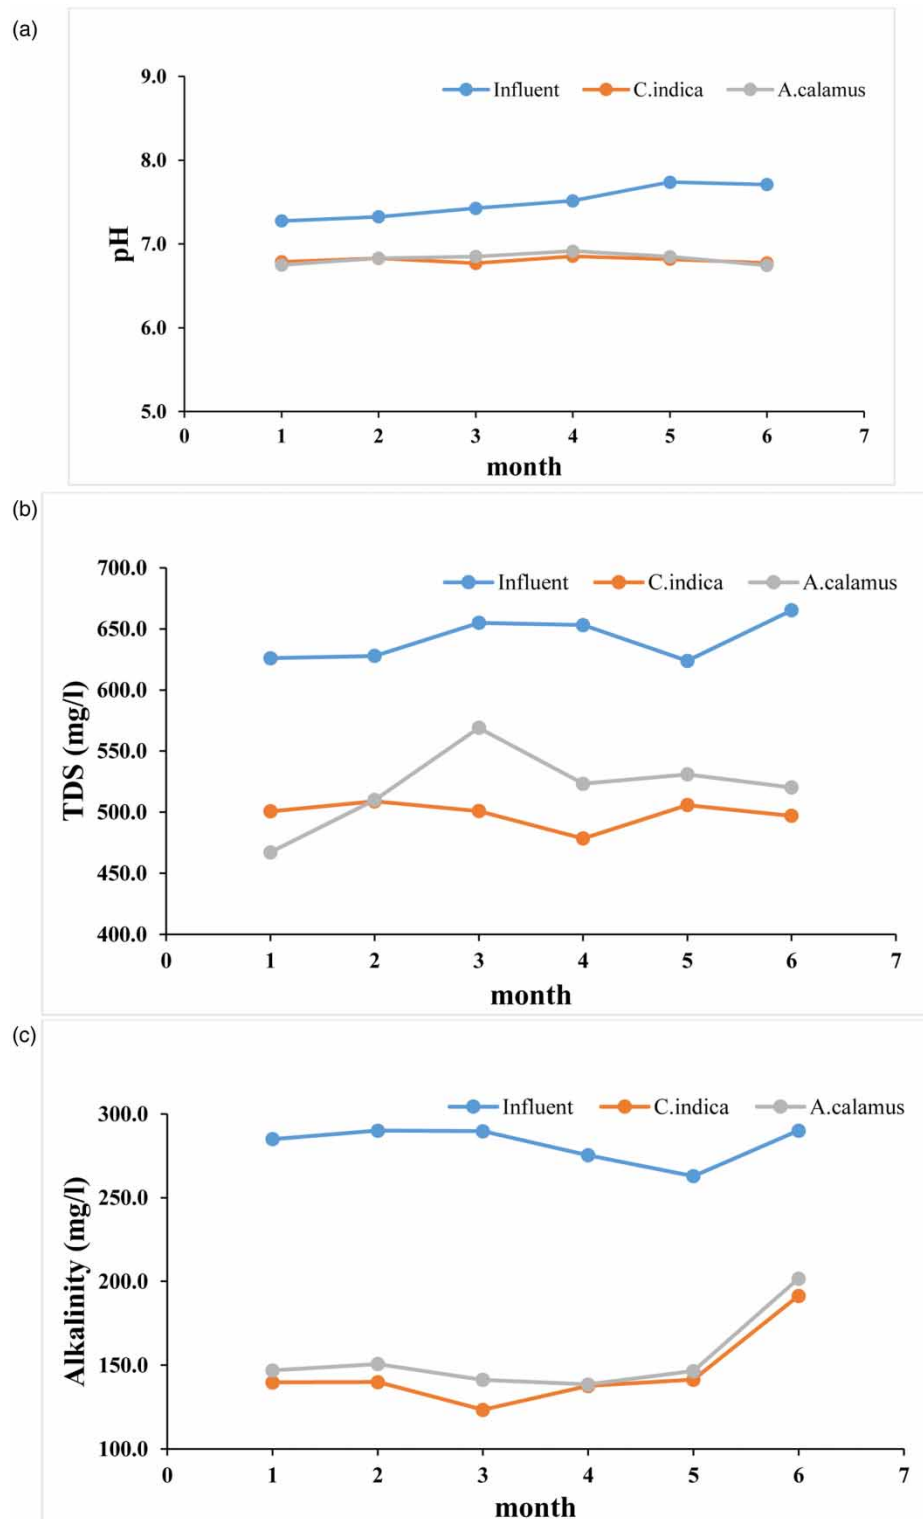 (a)
9.0
Influent C.indica A.calamus
8.0
7.0
6.0
5.0
pH
0 1 2 3 4 5 6 7
month
(b)
700.0
Influent C.indica A.calamus
650.0
600.0
550.0
500.0
450.0
400.0
TDS (mg/l)
0 1 2 3 4 5 6 7
month
(c)
300.0
Influent C.indica A.calamus
250.0
200.0
150.0
100.0
Alkalinity (mg/l)
0 1 2 3 4 5 6 7
month